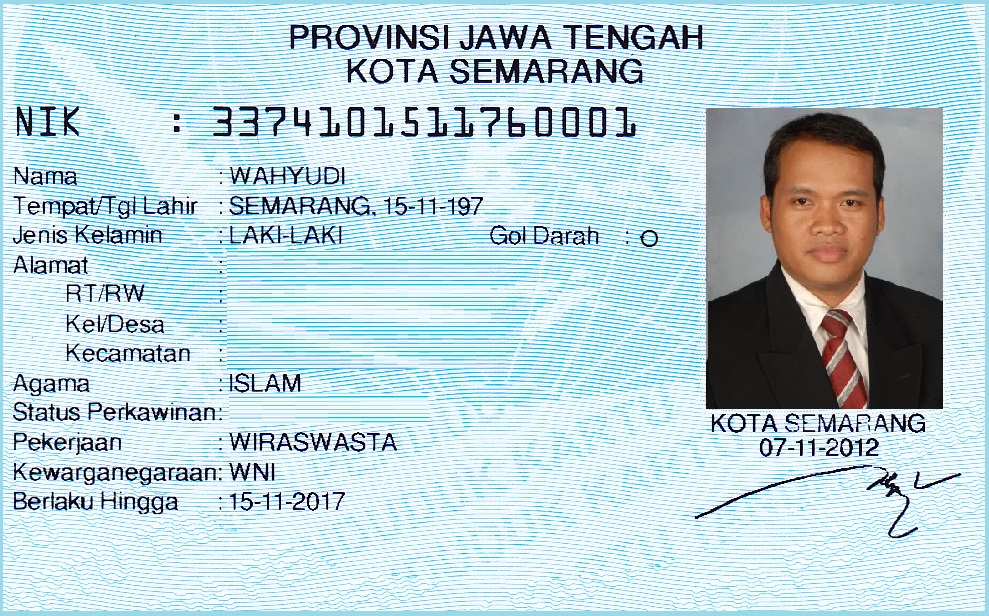 PROVINSI JAWA TENGAH
KOTA SEMARANG
NIK : 3374101511760001
Nama : WAHYUDI
Tempat/Tgl Lahir : SEMARANG, 15-11-197
Jenis Kelamin : LAKI-LAKI Gol Darah : O
Alamat :
RT/RW :
Kel/Desa :
Kecamatan :
Agama : ISLAM
Status Perkawinan:
Pekerjaan : WIRASWASTA
Kewarganegaraan: WNI
Berlaku Hingga : 15-11-2017
KOTA SEMARANG
07-11-2012